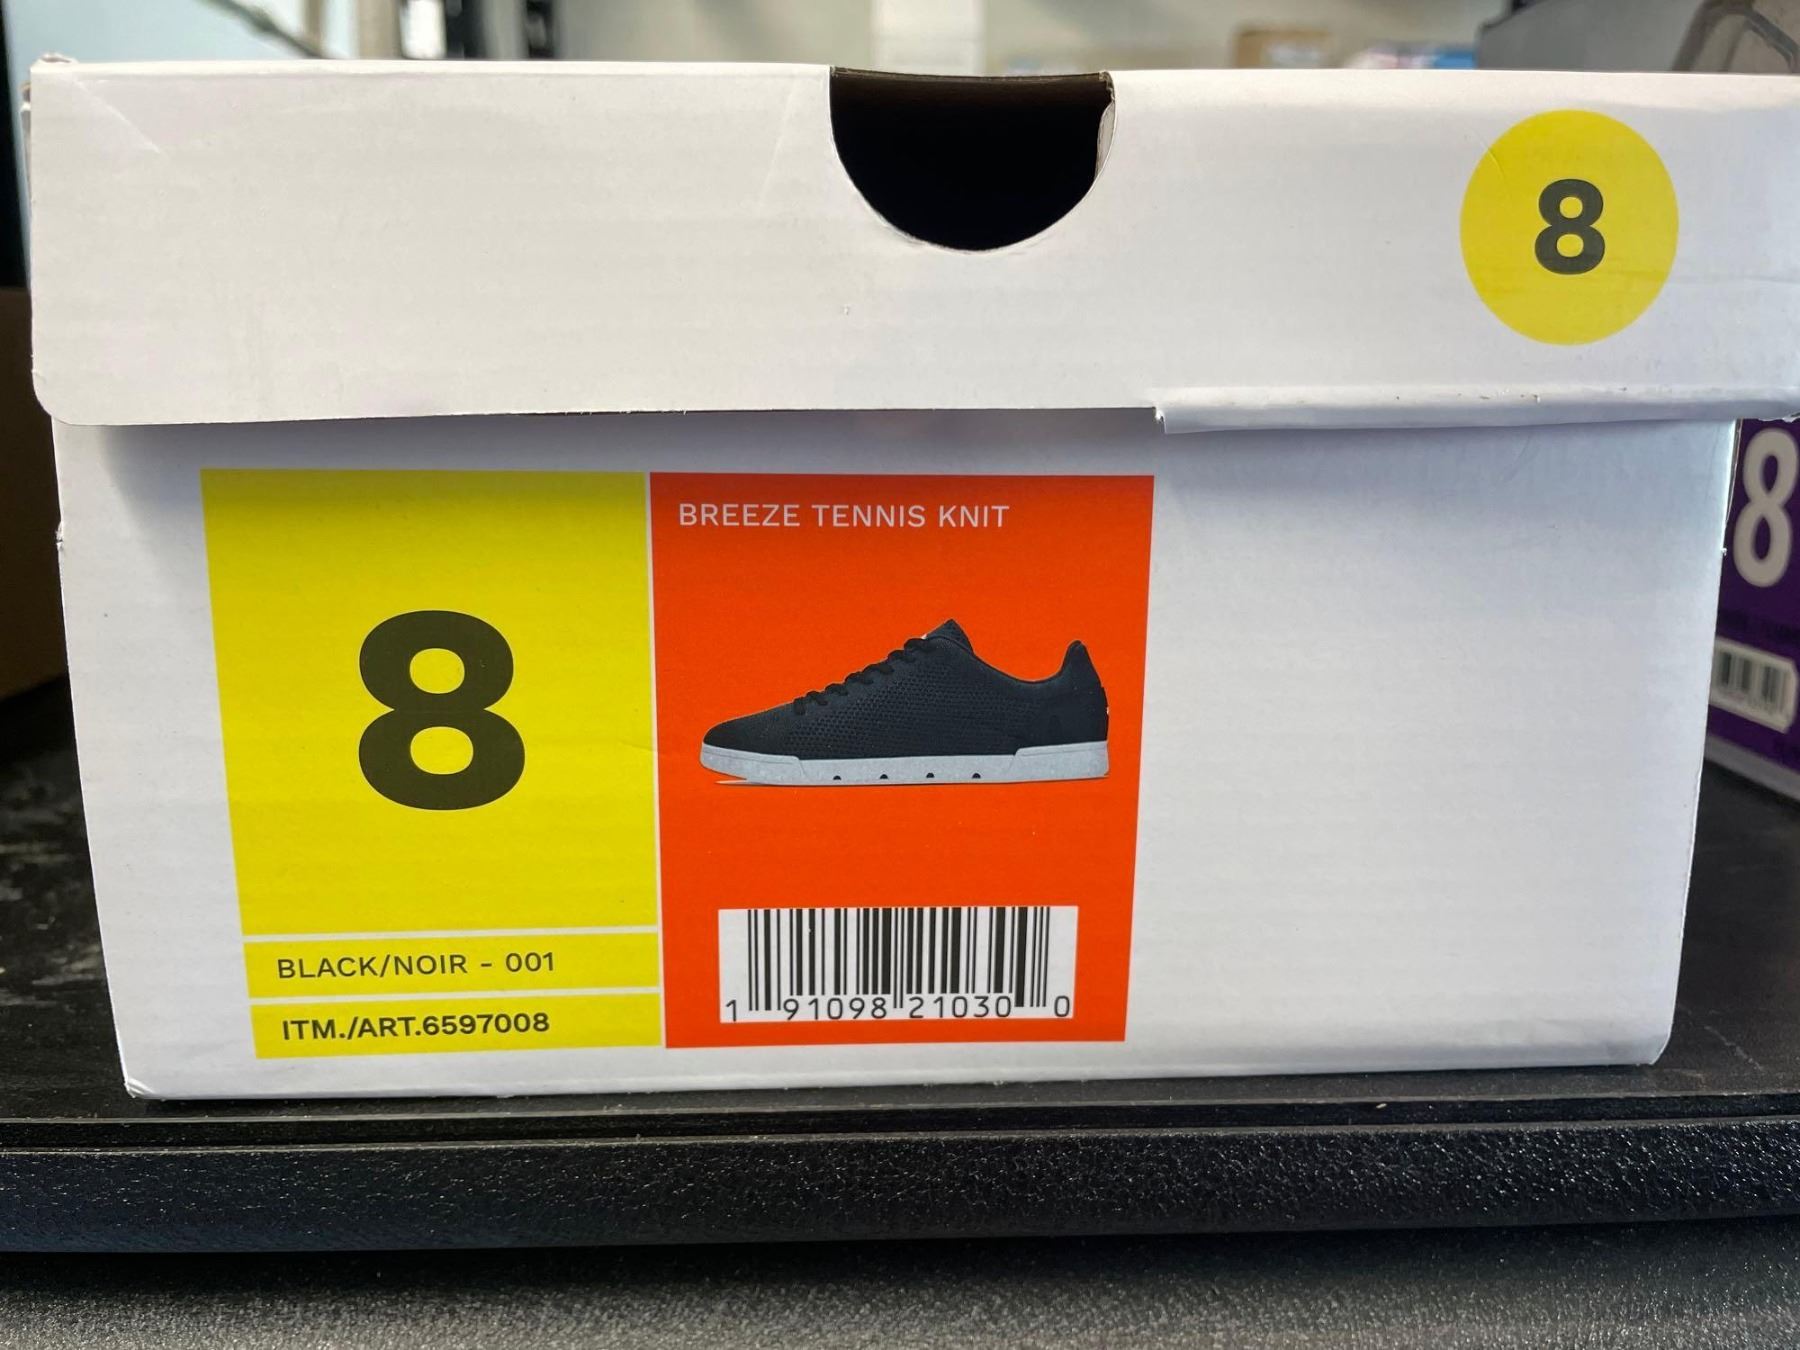 8
BREEZE TENNIS KNIT
8
BLACK/NOIR - 001
ITM./ART.6597008
1 91098 21030 0
8